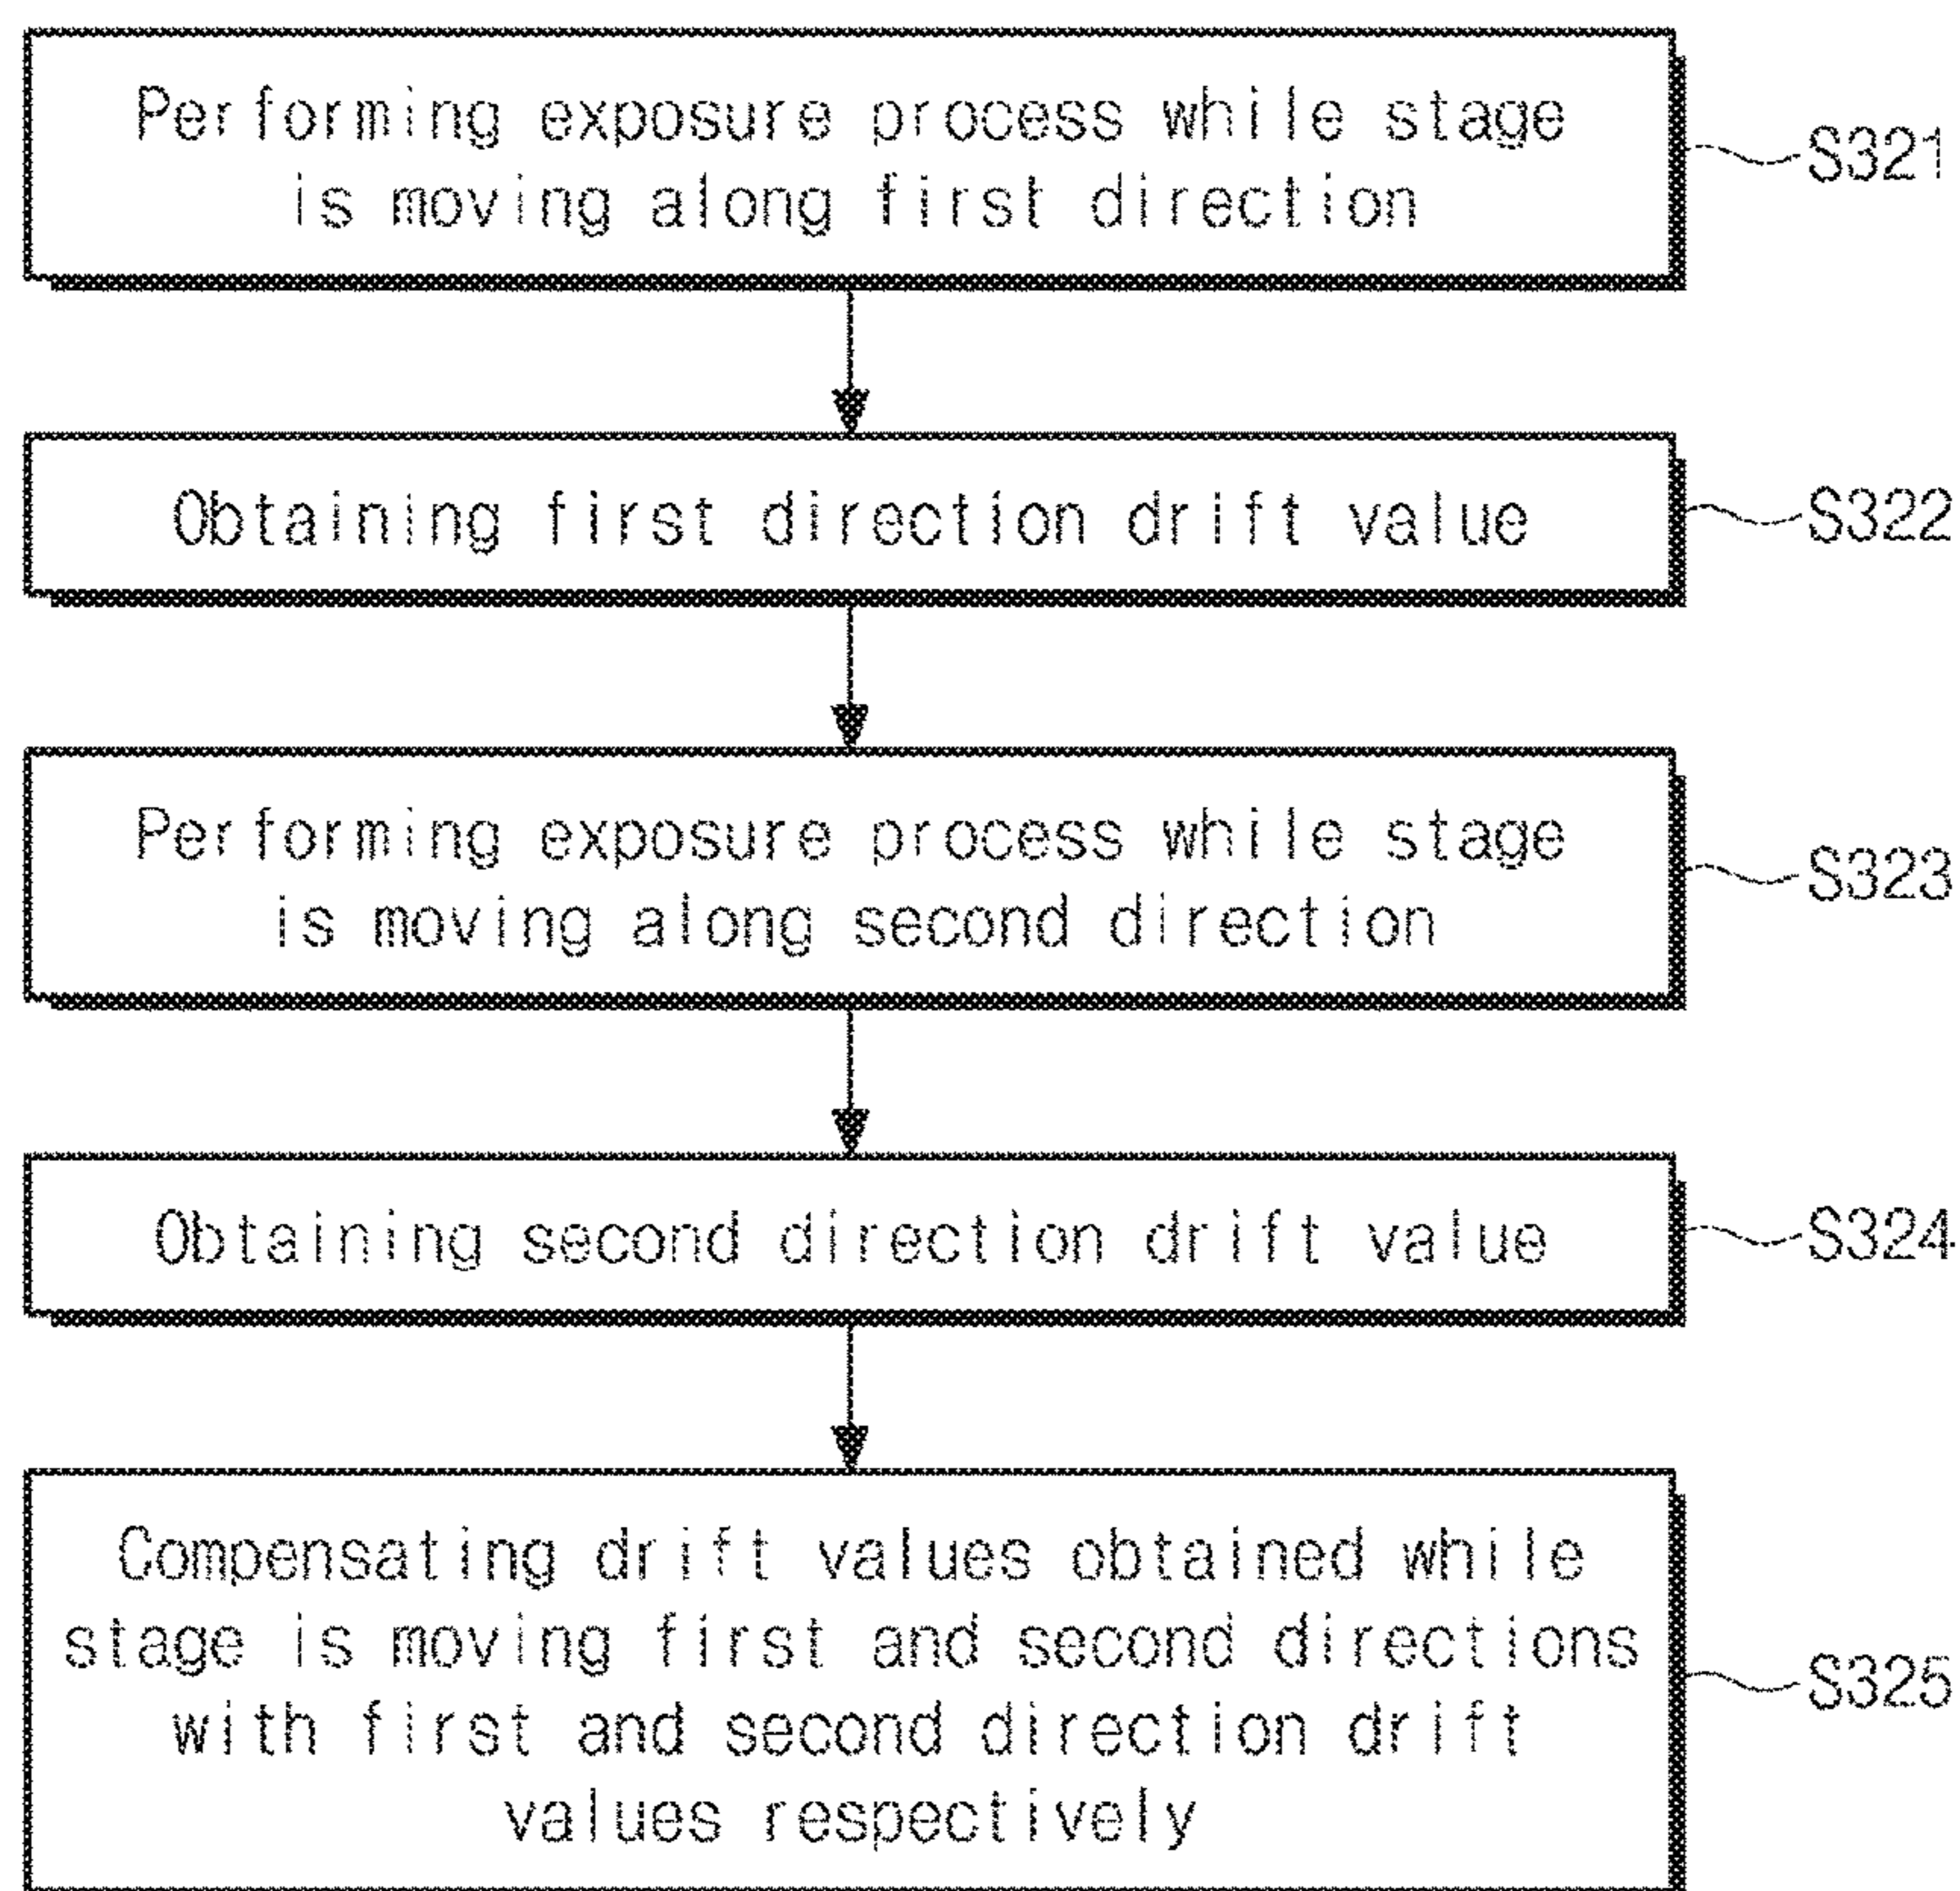 Performing exposure process while stage
is moving along first direction
S321
Obtaining first direction drift value
S322
Performing exposure process while stage
is moving along second direction
S323
Obtaining second direction drift value
S324
Compensating drift values obtained while
stage is moving first and second directions
with first and second direction drift
values respectively
S325